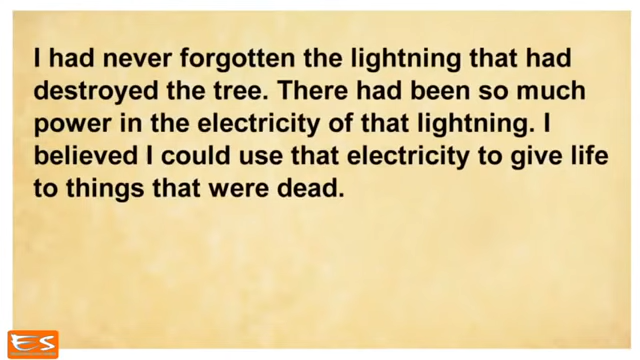 I had never forgotten the lightning that had
destroyed the tree. There had been so much
power in the electricity of that lightning. I
believed I could use that electricity to give life
to things that were dead.
ES